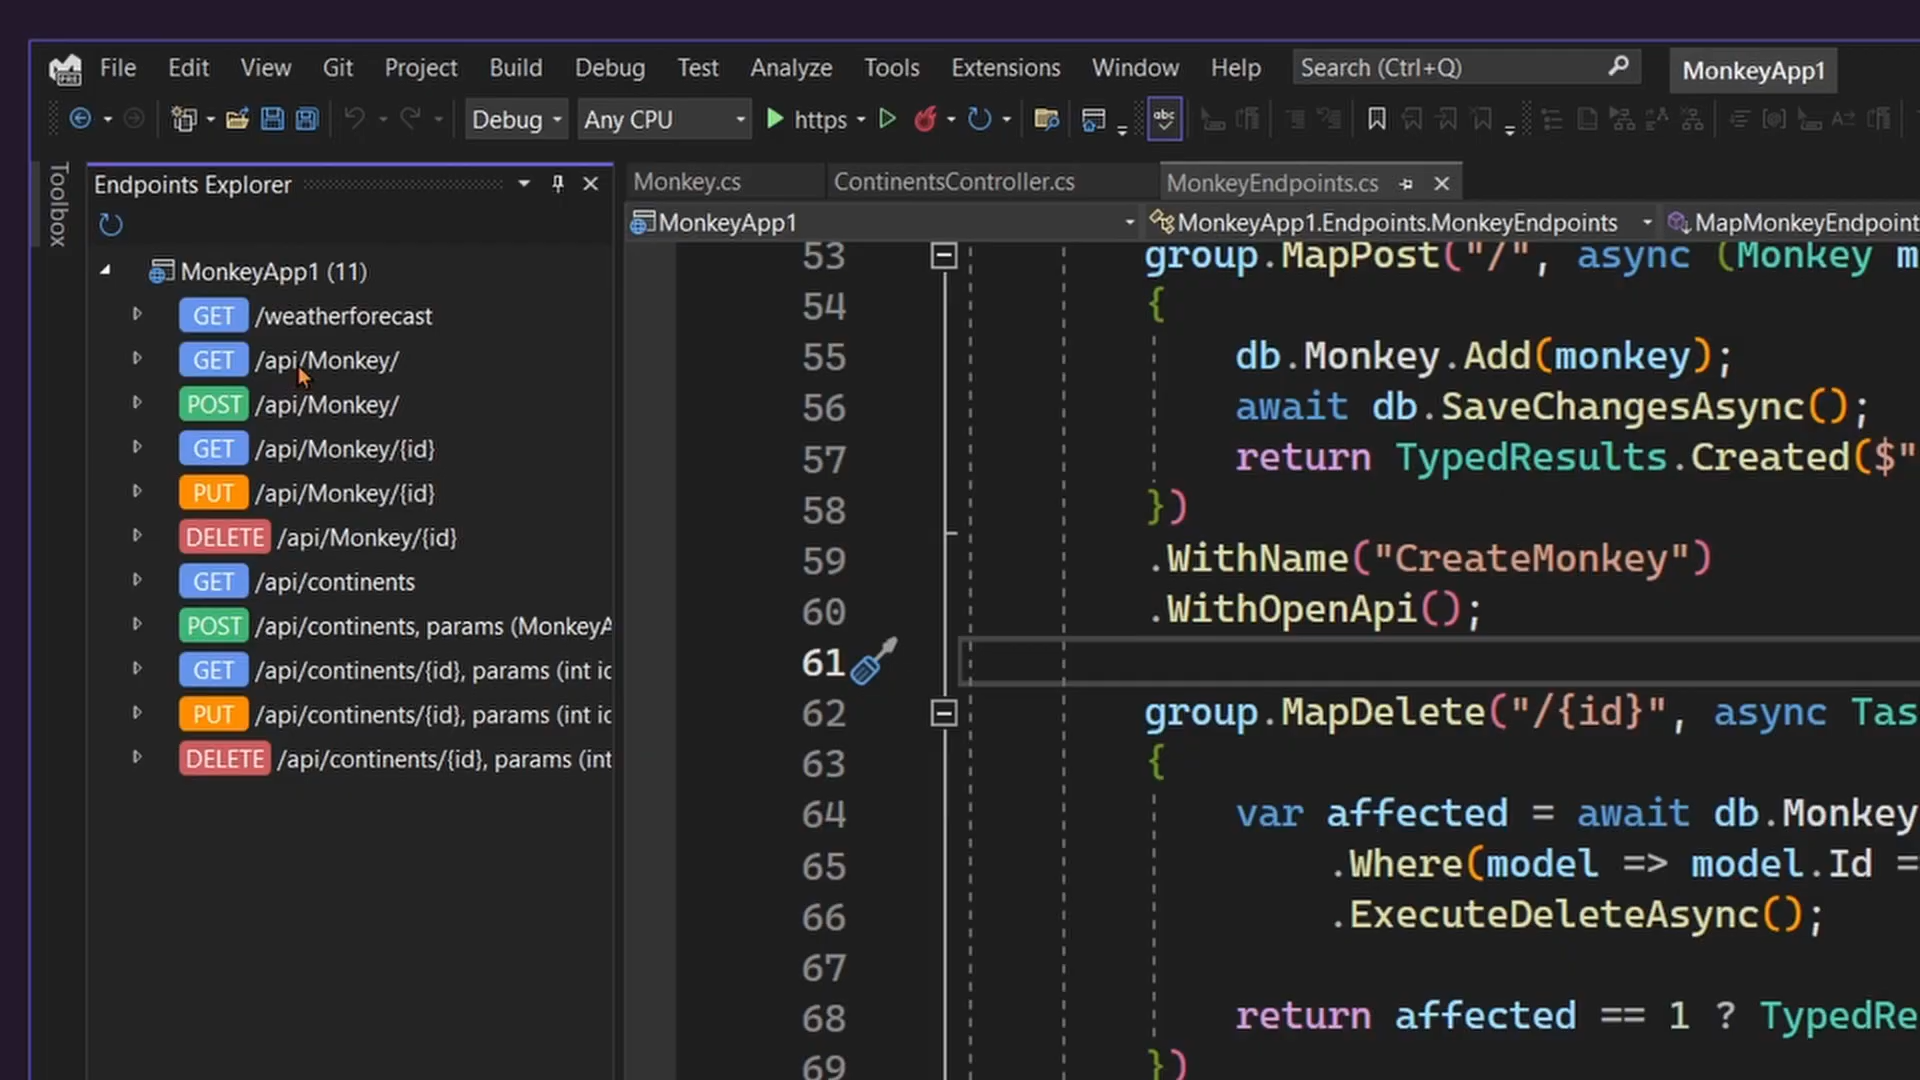 File Edit View Git Project Build Debug Test Analyze Tools Extensions Window Help Search (Ctrl+Q) MonkeyApp1
Debug Any CPU https abc
Toolbox
Endpoints Explorer
MonkeyApp1 (11)
GET /weatherforecast
GET /api/Monkey/
POST /api/Monkey/
GET /api/Monkey/{id}
PUT /api/Monkey/{id}
DELETE /api/Monkey/{id}
GET /api/continents
POST /api/continents, params (MonkeyA
GET /api/continents/{id}, params (int id
PUT /api/continents/{id}, params (int id
DELETE /api/continents/{id}, params (int
Monkey.cs ContinentsController.cs MonkeyEndpoints.cs
MonkeyApp1 MonkeyApp1.Endpoints.MonkeyEndpoints MapMonkeyEndpoint
53 group.MapPost("/", async (Monkey m
54 {
55 db.Monkey.Add(monkey);
56 await db.SaveChangesAsync();
57 return TypedResults.Created($"
58 })
59 .WithName("CreateMonkey")
60 .WithOpenApi();
61
62 group.MapDelete("/{id}", async Tas
63 {
64 var affected = await db.Monkey
65 .Where(model => model.Id =
66 .ExecuteDeleteAsync();
67
68 return affected == 1 ? TypedRe
69 })